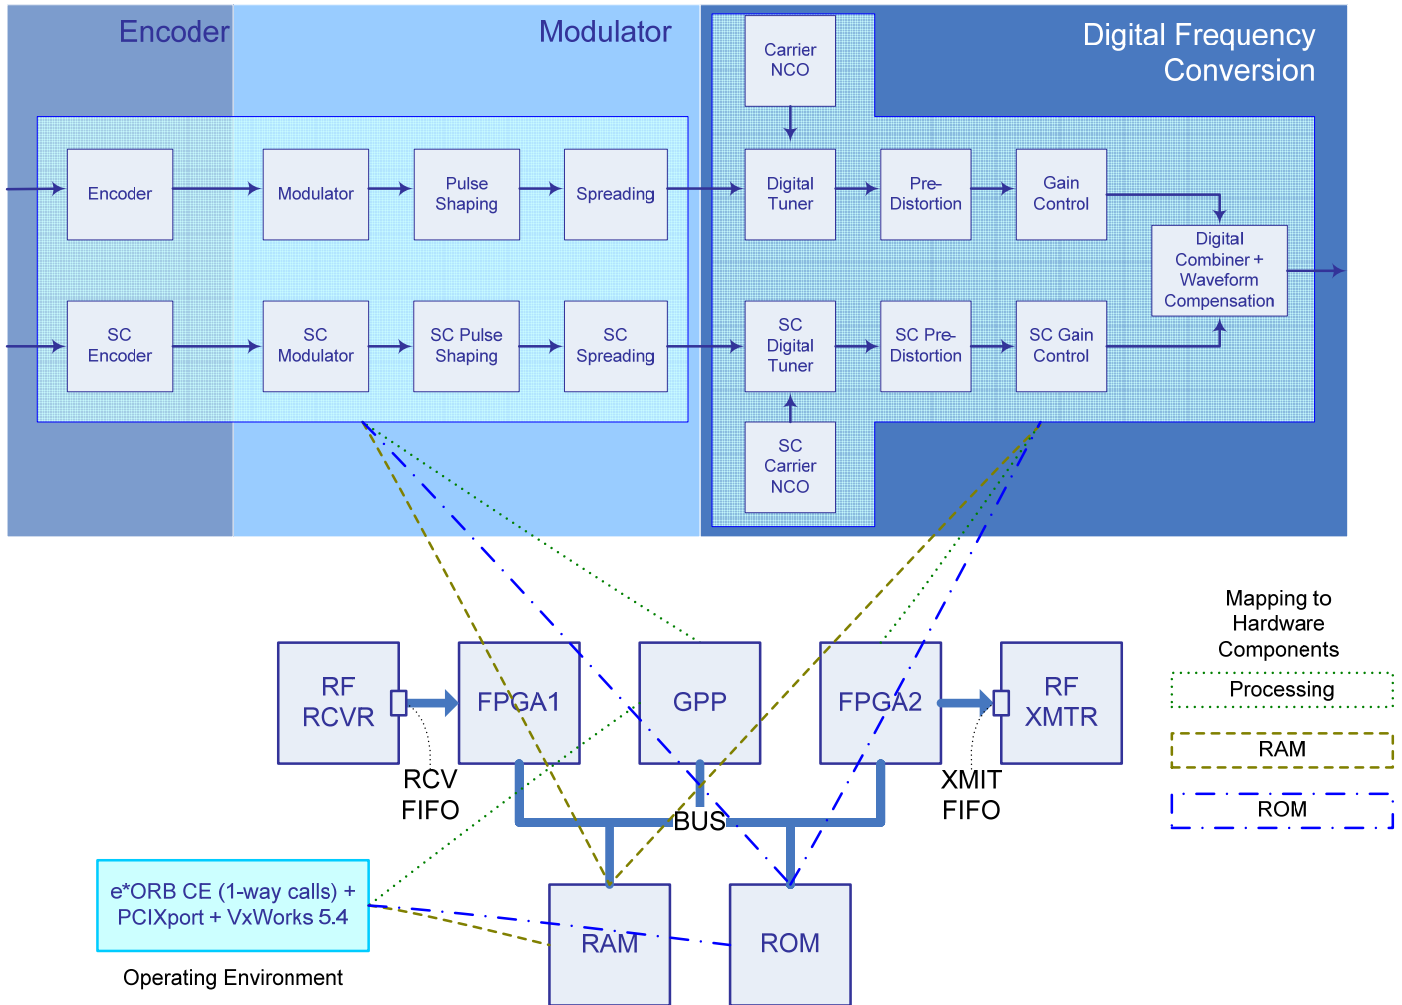 Encoder
Modulator
Digital Frequency
Conversion
Carrier
NCO
Encoder
Modulator
Pulse
Shaping
Spreading
Digital
Tuner
Pre-
Distortion
Gain
Control
Digital
Combiner +
Waveform
Compensation
SC
Encoder
SC
Modulator
SC Pulse
Shaping
SC
Spreading
SC
Digital
Tuner
SC Pre-
Distortion
SC Gain
Control
SC
Carrier
NCO
Mapping to
Hardware
Components
Processing
RAM
ROM
RF
RCVR
FPGA1
GPP
FPGA2
RF
XMTR
RCV
FIFO
XMIT
FIFO
BUS
e*ORB CE (1-way calls) +
PCIXport + VxWorks 5.4
Operating Environment
RAM
ROM